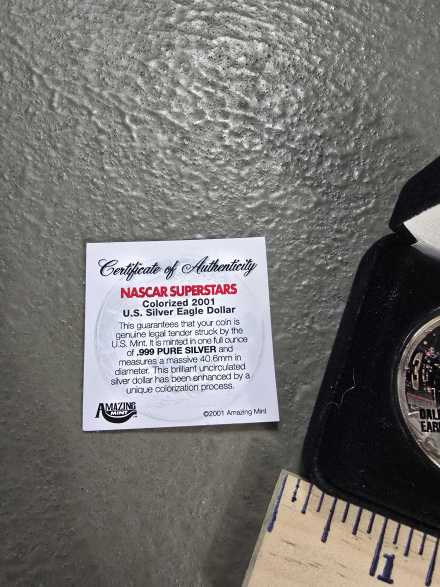 Certificate of Authenticity
NASCAR SUPERSTARS
Colorized 2001
U.S. Silver Eagle Dollar
This guarantees that your coin is
genuine legal tender struck by the
U.S. Mint. It is minted in one full ounce
of .999 PURE SILVER and
measures a massive 40.6mm in
diameter. This brilliant uncirculated
silver dollar has been enhanced by a
unique colorization process.
AMAZING
MINT
©2001 Amazing Mint
DAL
EAR
1